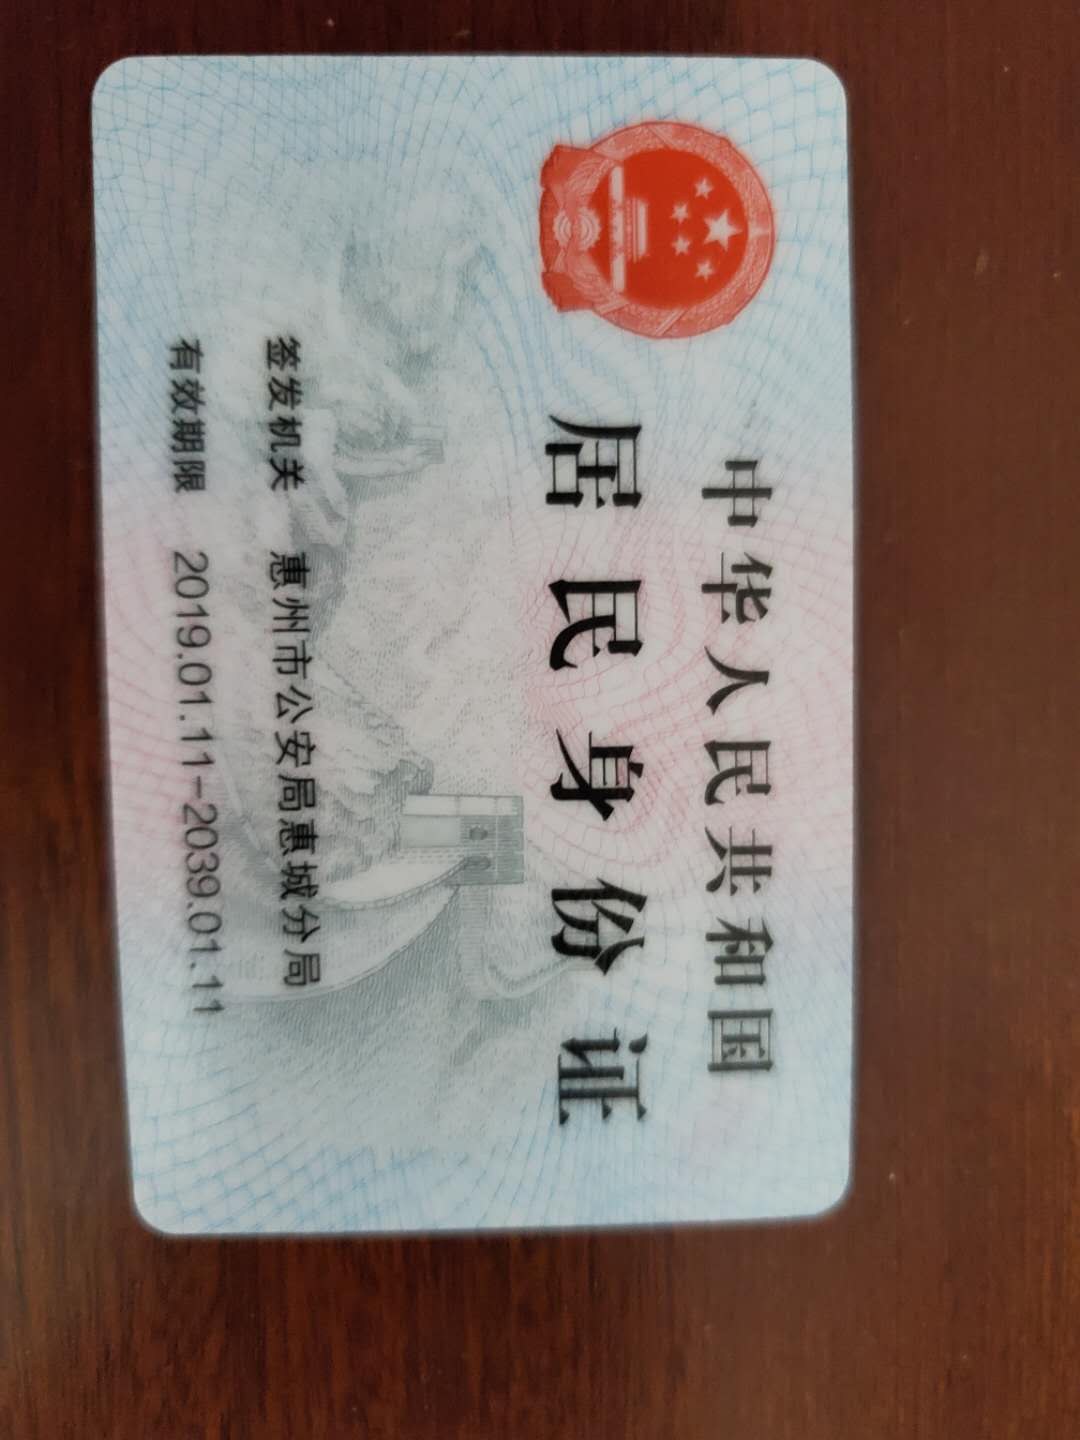 中华人民共和国
居民身份证
签发机关 惠州市公安局惠城分局
有效期限 2019.01.11-2039.01.11